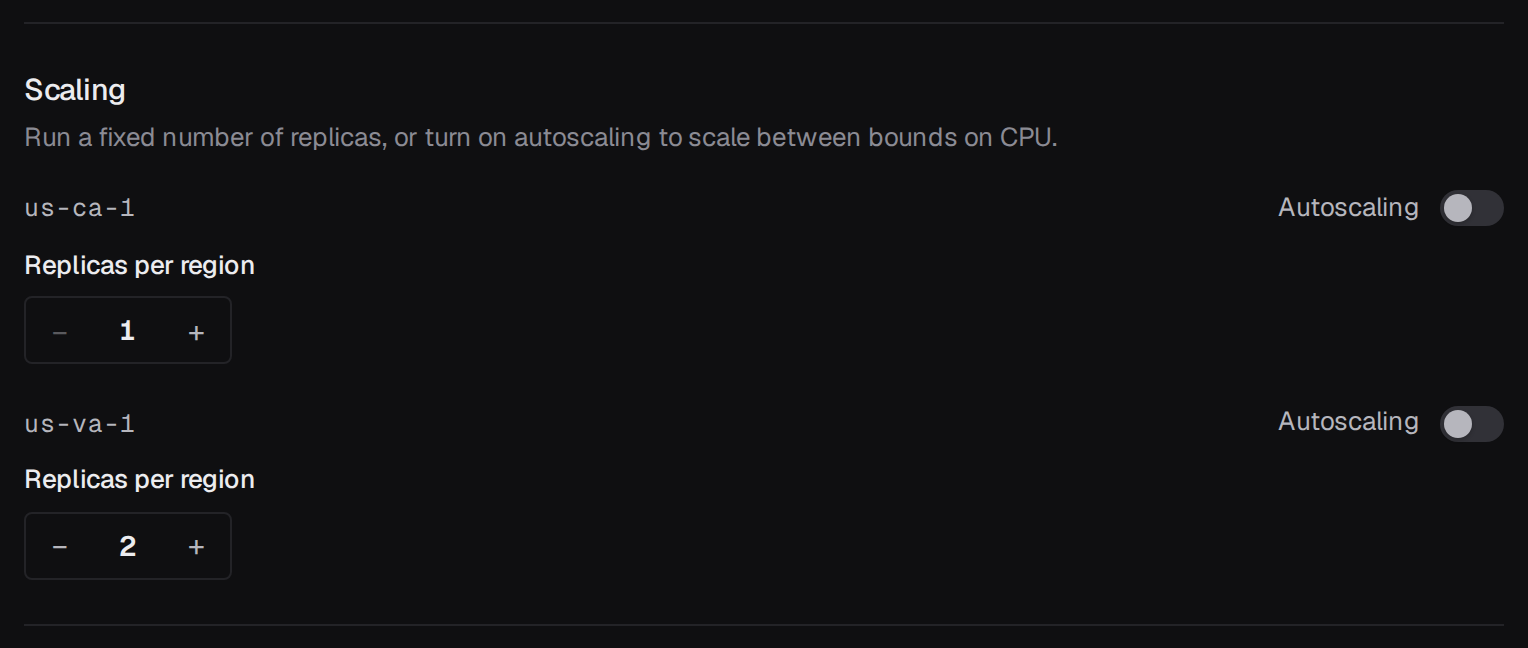 Scaling
Run a fixed number of replicas, or turn on autoscaling to scale between bounds on CPU.
us-ca-1 Autoscaling
Replicas per region
− 1 +
us-va-1 Autoscaling
Replicas per region
− 2 +